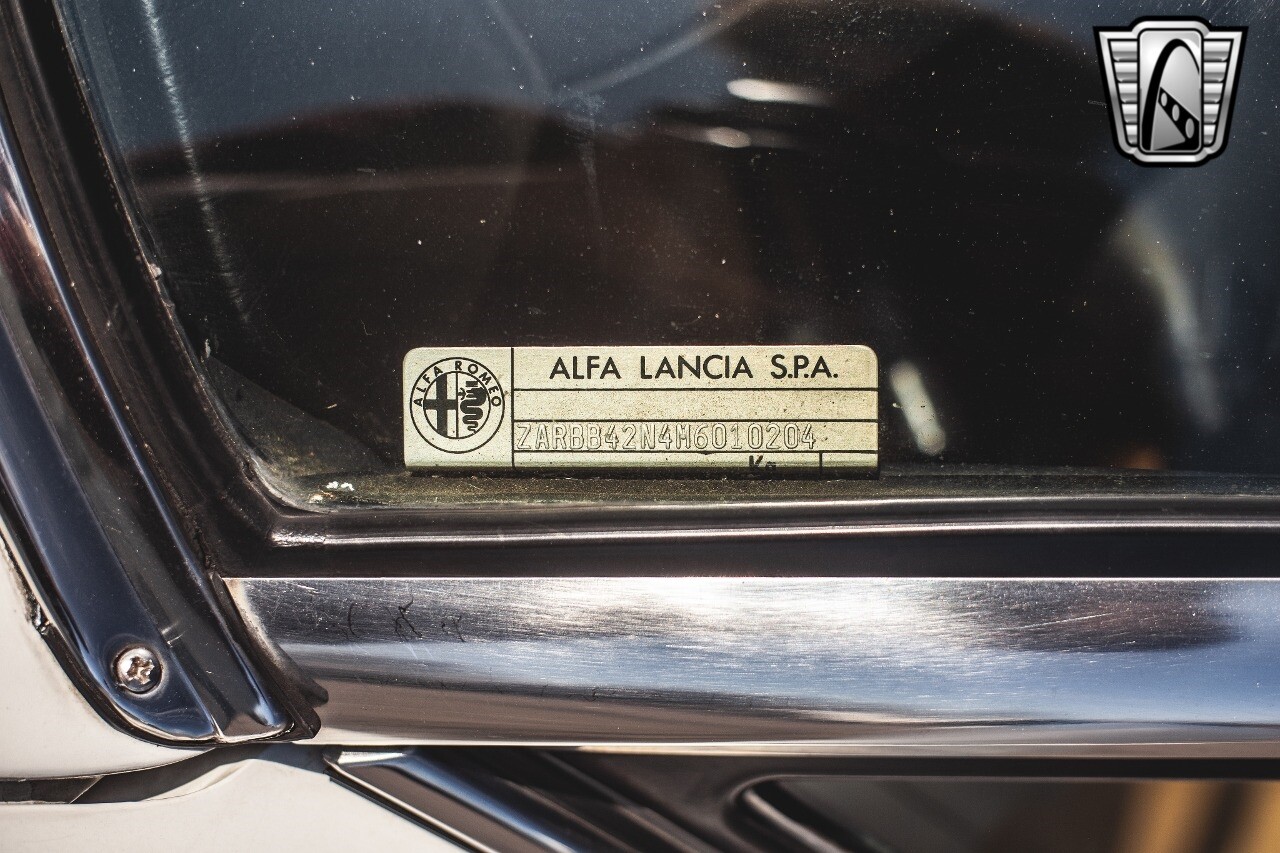 ALFA ROMEO
ALFA LANCIA S.P.A.
ZARBB42N4M6010204
Kg